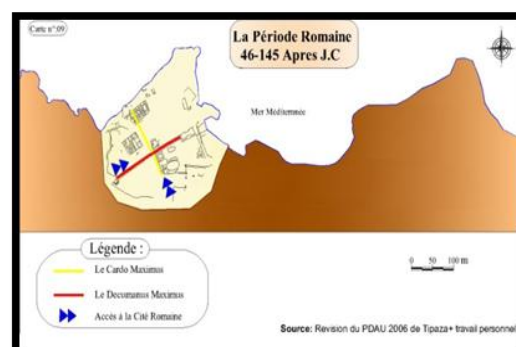 Carte n°:09
La Période Romaine
46-145 Apres J.C
Mer Méditerranée
Légende :
Le Cardo Maximus
Le Decumanus Maximus
Accés à la Cité Romaine
0 50 100 m
Source: Revision du PDAU 2006 de Tipaza+ travail personnel